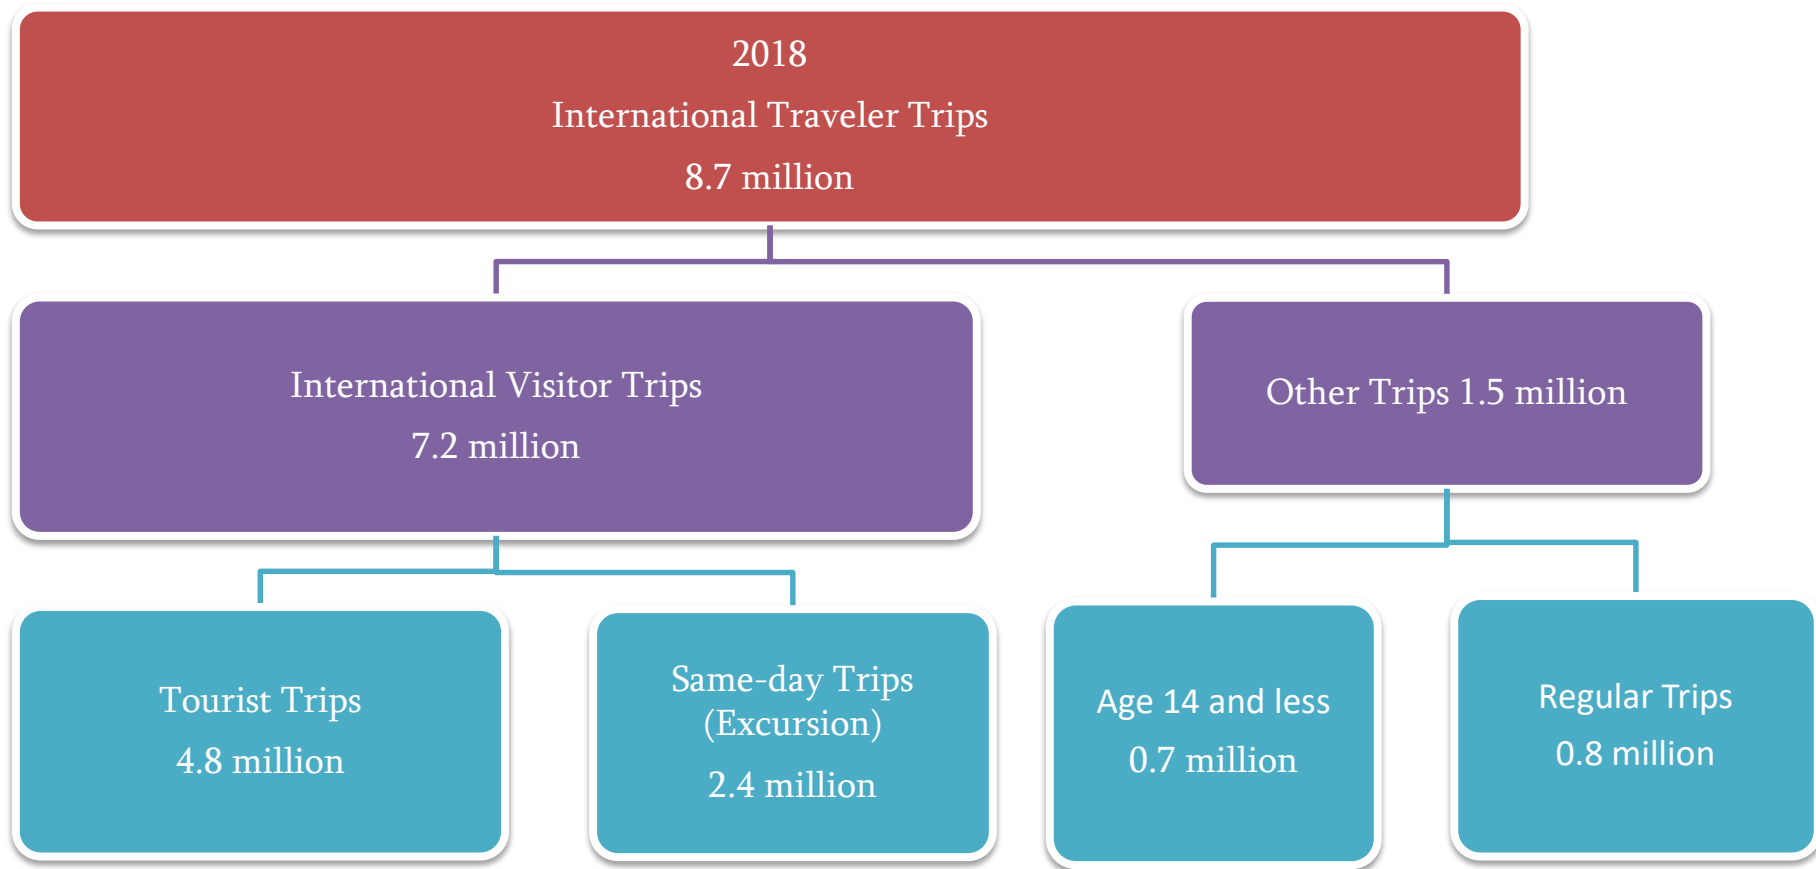 2018
International Traveler Trips
8.7 million
International Visitor Trips
7.2 million
Other Trips 1.5 million
Tourist Trips
4.8 million
Same-day Trips
(Excursion)
2.4 million
Age 14 and less
0.7 million
Regular Trips
0.8 million